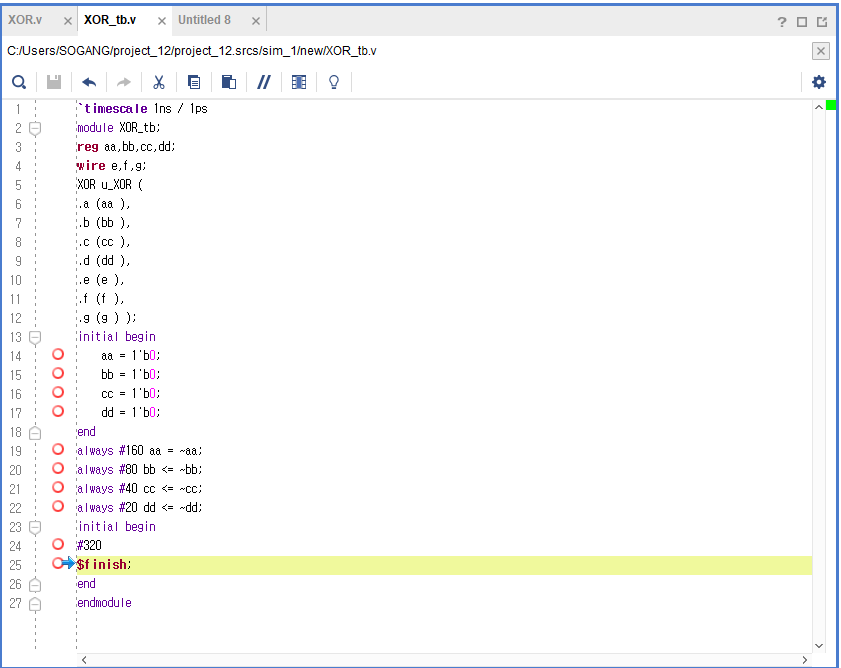 XOR.v × XOR_tb.v × Untitled 8 ×
C:/Users/SOGANG/project_12/project_12.srcs/sim_1/new/XOR_tb.v
1 `timescale 1ns / 1ps
2 module XOR_tb;
3 reg aa,bb,cc,dd;
4 wire e,f,g;
5 XOR u_XOR (
6 .a (aa ),
7 .b (bb ),
8 .c (cc ),
9 .d (dd ),
10 .e (e ),
11 .f (f ),
12 .g (g ) );
13 initial begin
14 aa = 1'b0;
15 bb = 1'b0;
16 cc = 1'b0;
17 dd = 1'b0;
18 end
19 always #160 aa = ~aa;
20 always #80 bb <= ~bb;
21 always #40 cc <= ~cc;
22 always #20 dd <= ~dd;
23 initial begin
24 #320
25 $finish;
26 end
27 endmodule